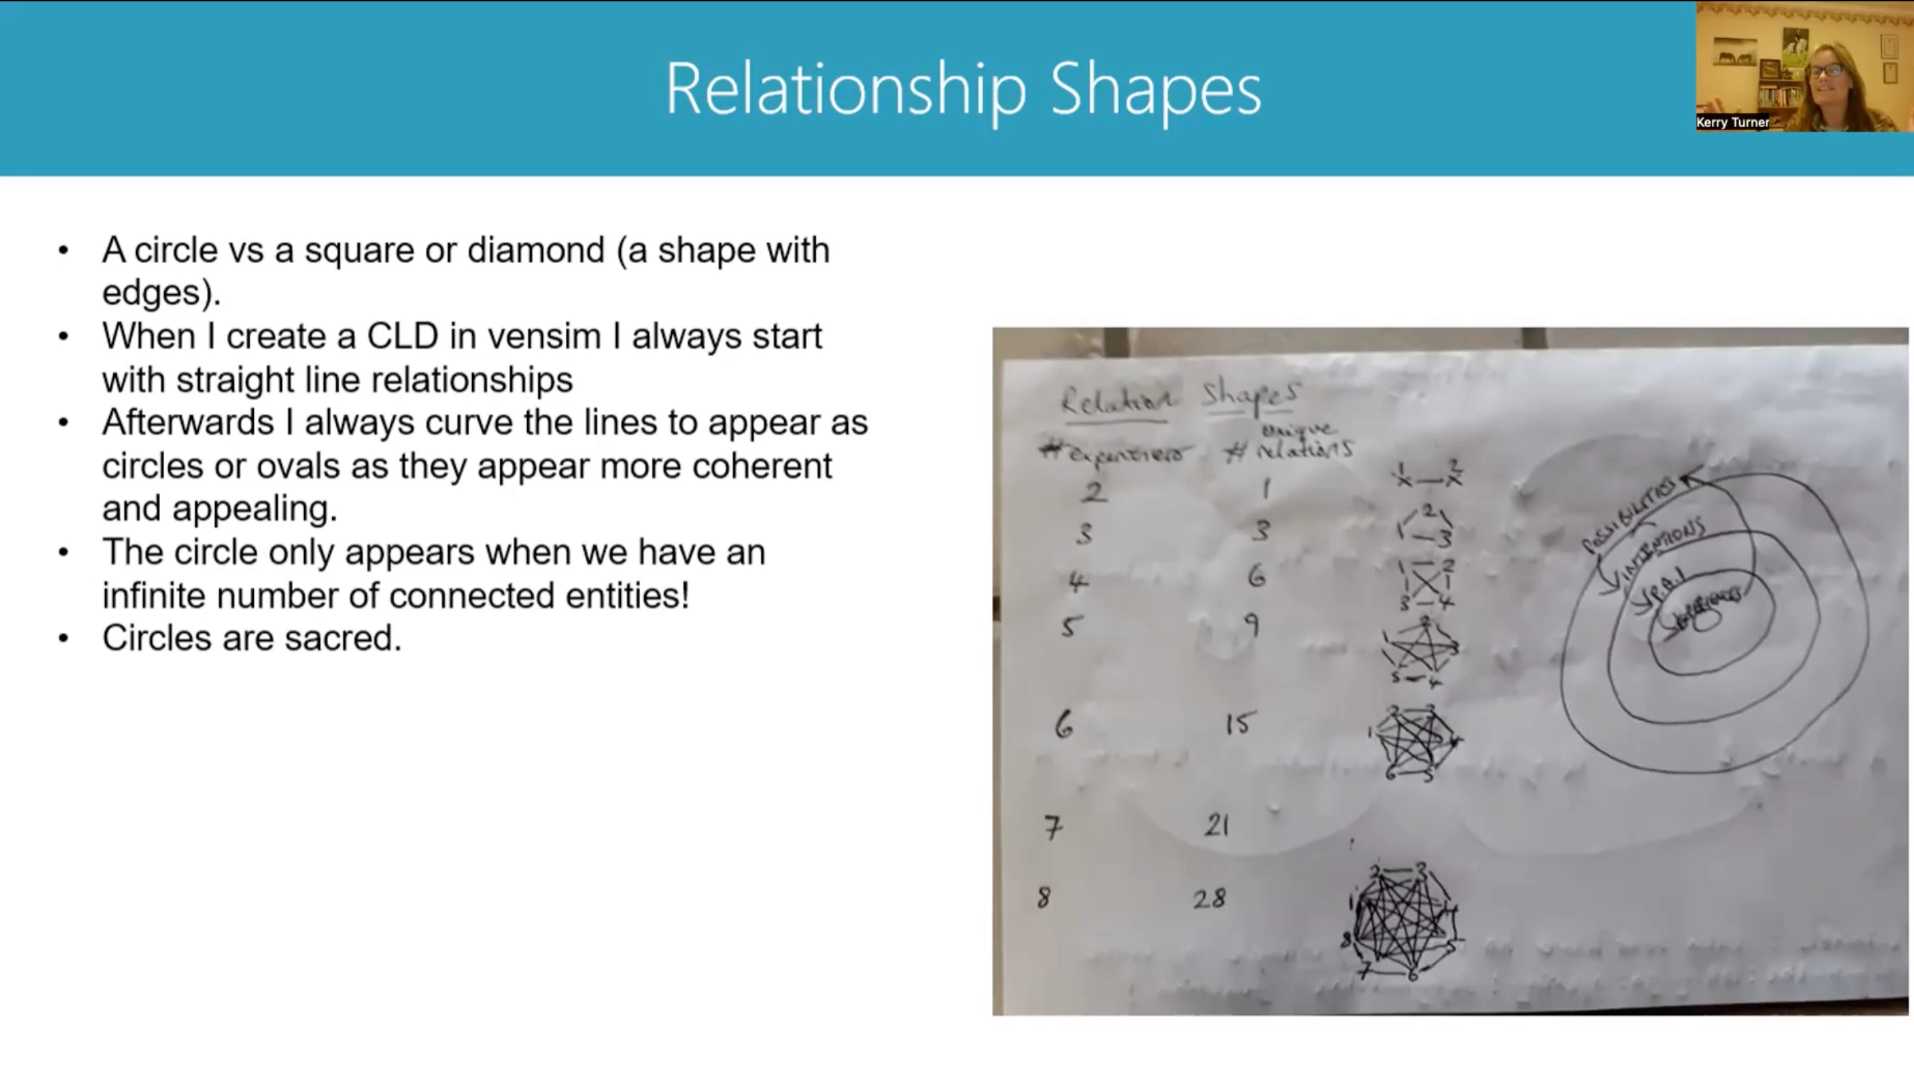 Relationship Shapes
Kerry Turner
• A circle vs a square or diamond (a shape with
edges).
• When I create a CLD in vensim I always start
with straight line relationships
• Afterwards I always curve the lines to appear as
circles or ovals as they appear more coherent
and appealing.
• The circle only appears when we have an
infinite number of connected entities!
• Circles are sacred.
Relation Shapes
unique
# # relations
2 1
3 3
4 6
5 9
6 15
7 21
8 28
1 2
x — x
2
1 3
1 2
3 4
2
1 3
5 4
2 3
1 4
6 5
2 3
1 4
8 5
7 6
POSSIBILITIES
INTENTIONS